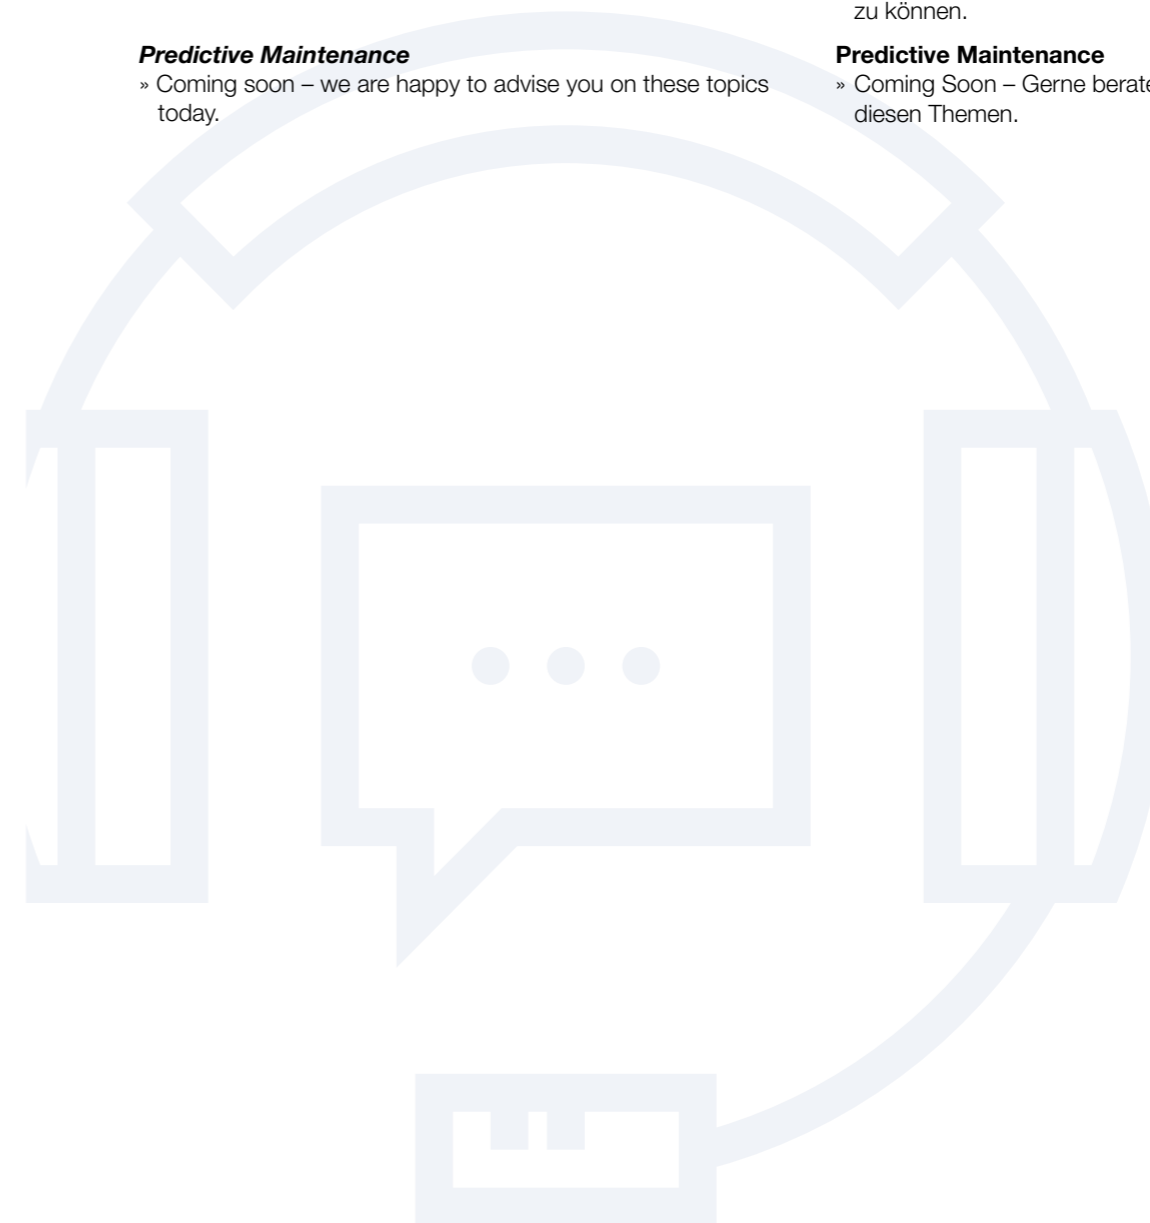 Predictive Maintenance
» Coming soon – we are happy to advise you on these topics
today.
zu können.
Predictive Maintenance
» Coming Soon – Gerne berate
diesen Themen.